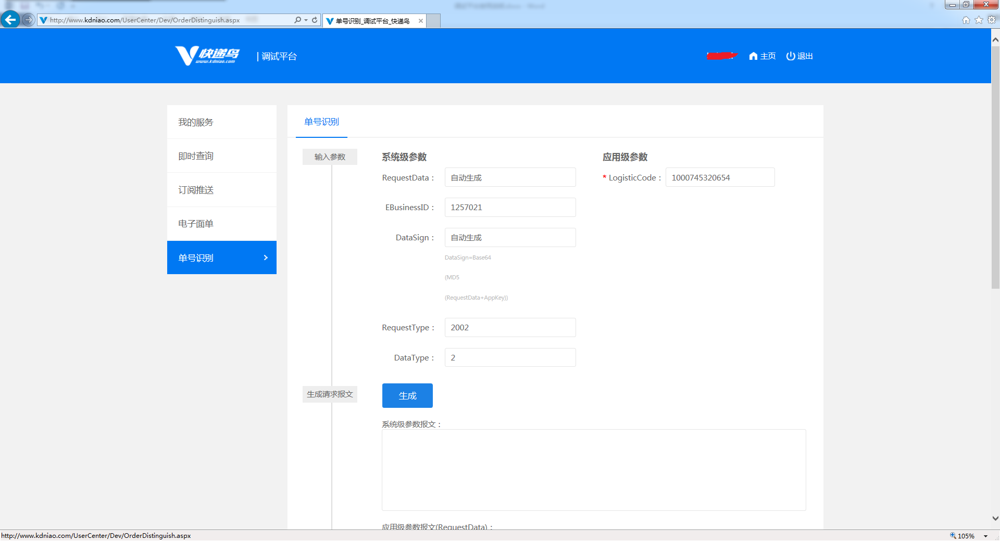 http://www.kdniao.com/UserCenter/Dev/OrderDistinguish.aspx
单号识别_调试平台_快递鸟
快递鸟
www.kdniao.com
调试平台
主页
退出
我的服务
即时查询
订阅推送
电子面单
单号识别
单号识别
输入参数
系统级参数
应用级参数
RequestData：
自动生成
* LogisticCode：
1000745320654
EBusinessID：
1257021
DataSign：
自动生成
DataSign=Base64
(MD5
(RequestData+AppKey))
RequestType：
2002
DataType：
2
生成请求报文
生成
系统级参数报文：
应用级参数报文(RequestData)：
http://www.kdniao.com/UserCenter/Dev/OrderDistinguish.aspx
105%